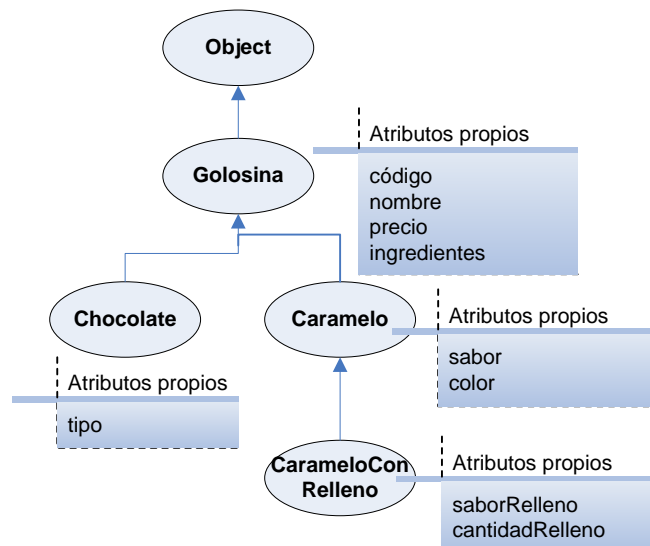 Object
Atributos propios
Golosina
código
nombre
precio
ingredientes
Chocolate
Caramelo
Atributos propios
sabor
color
Atributos propios
tipo
CarameloCon
Relleno
Atributos propios
saborRelleno
cantidadRelleno